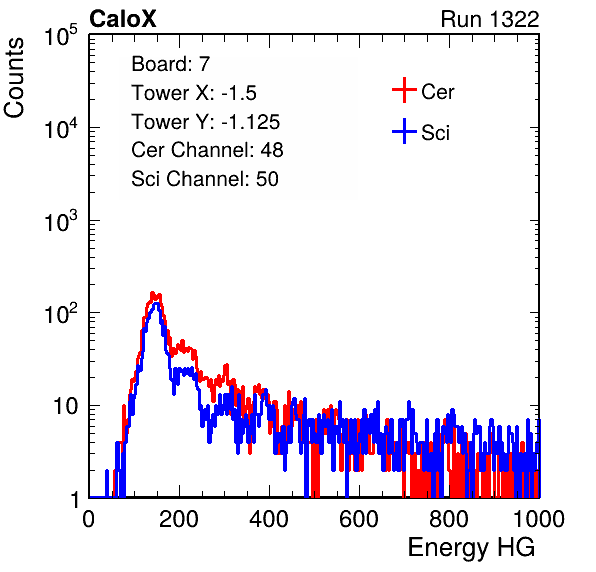 CaloX Run 1322
Counts
Board: 7
Tower X: -1.5
Tower Y: -1.125
Cer Channel: 48
Sci Channel: 50
Cer
Sci
10^5
10^4
10^3
10^2
10
1
0 200 400 600 800 1000
Energy HG